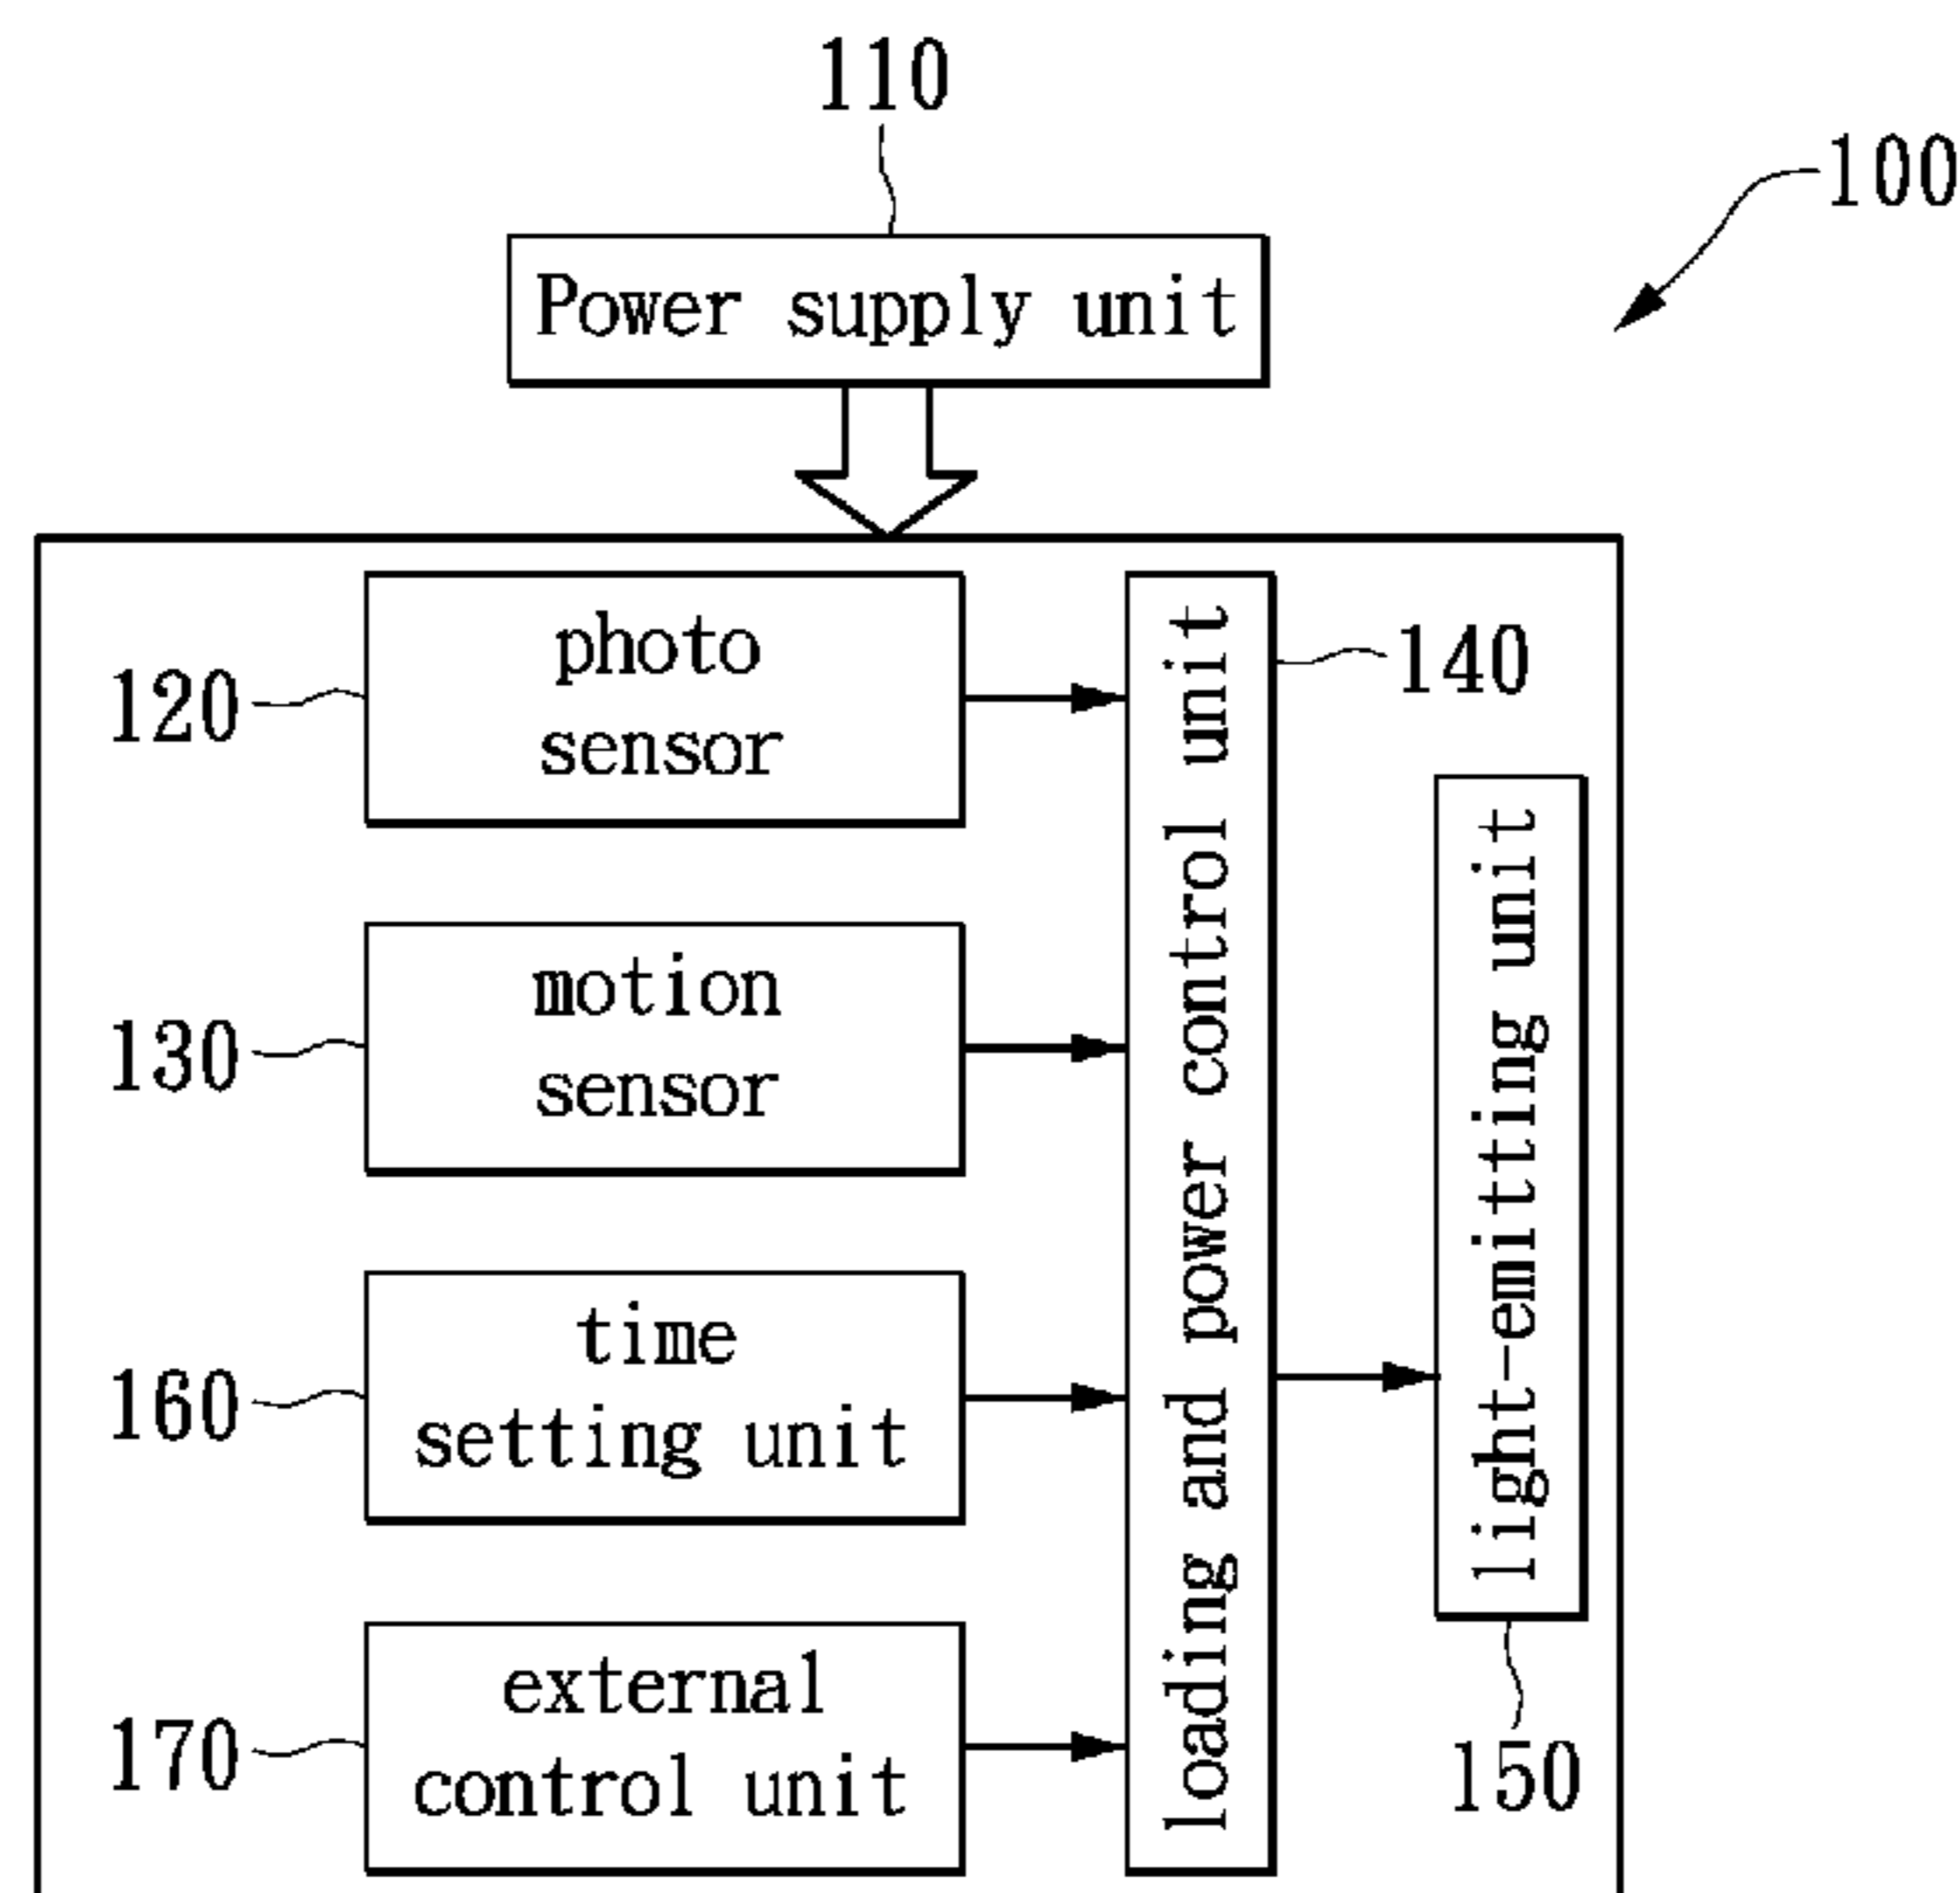 110
100
Power supply unit
photo
sensor
120
140
loading and power control unit
light-emitting unit
motion
sensor
130
time
setting unit
160
external
control unit
170
150